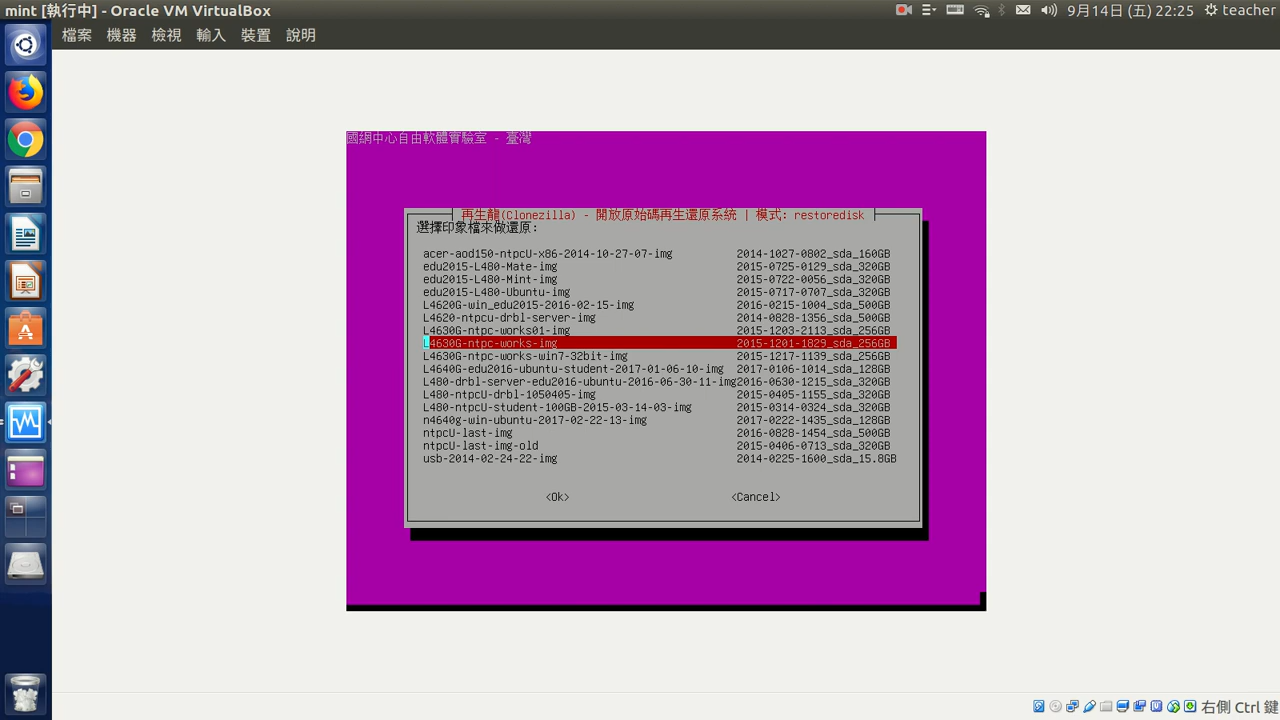 mint [執行中] - Oracle VM VirtualBox
9月14日 (五) 22:25
teacher
檔案 機器 檢視 輸入 裝置 說明
國網中心自由軟體實驗室 - 臺灣
再生龍(Clonezilla) - 開放原始碼再生還原系統 | 模式: restoredisk
選擇印象檔來做還原:
acer-aod150-ntpcU-x86-2014-10-27-07-img 2014-1027-0802_sda_160GB
edu2015-L480-Mate-img 2015-0725-0129_sda_320GB
edu2015-L480-Mint-img 2015-0722-0056_sda_320GB
edu2015-L480-Ubuntu-img 2015-0717-0707_sda_320GB
L4620G-win_edu2015-2016-02-15-img 2016-0215-1004_sda_500GB
L4620-ntpcu-drbl-server-img 2014-0828-1356_sda_500GB
L4630G-ntpc-works01-img 2015-1203-2113_sda_256GB
L4630G-ntpc-works-img 2015-1201-1829_sda_256GB
L4630G-ntpc-works-win7-32bit-img 2015-1217-1139_sda_256GB
L4640G-edu2016-ubuntu-student-2017-01-06-10-img 2017-0106-1014_sda_128GB
L480-drbl-server-edu2016-ubuntu-2016-06-30-11-img2016-0630-1215_sda_320GB
L480-ntpcU-drbl-1050405-img 2015-0405-1155_sda_320GB
L480-ntpcU-student-100GB-2015-03-14-03-img 2015-0314-0324_sda_320GB
n4640g-win-ubuntu-2017-02-22-13-img 2017-0222-1435_sda_128GB
ntpcU-last-img 2016-0828-1454_sda_500GB
ntpcU-last-img-old 2015-0406-0713_sda_320GB
usb-2014-02-24-22-img 2014-0225-1600_sda_15.8GB
<Ok> <Cancel>
右側 Ctrl 鍵